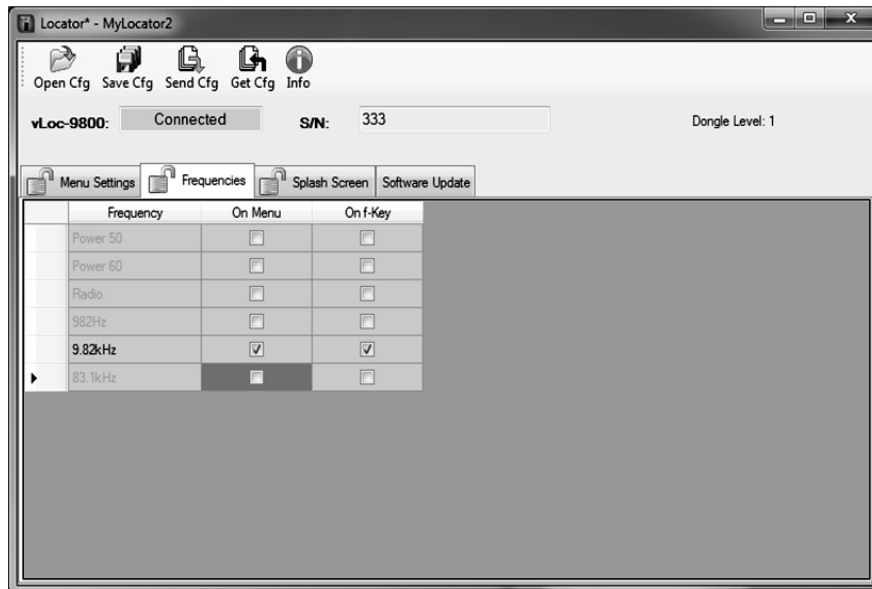 Locator* - MyLocator2
Open Cfg Save Cfg Send Cfg Get Cfg Info
vLoc-9800: Connected S/N: 333 Dongle Level: 1
Menu Settings Frequencies Splash Screen Software Update
Frequency On Menu On f-Key
Power 50
Power 60
Radio
982Hz
9.82kHz
83.1kHz